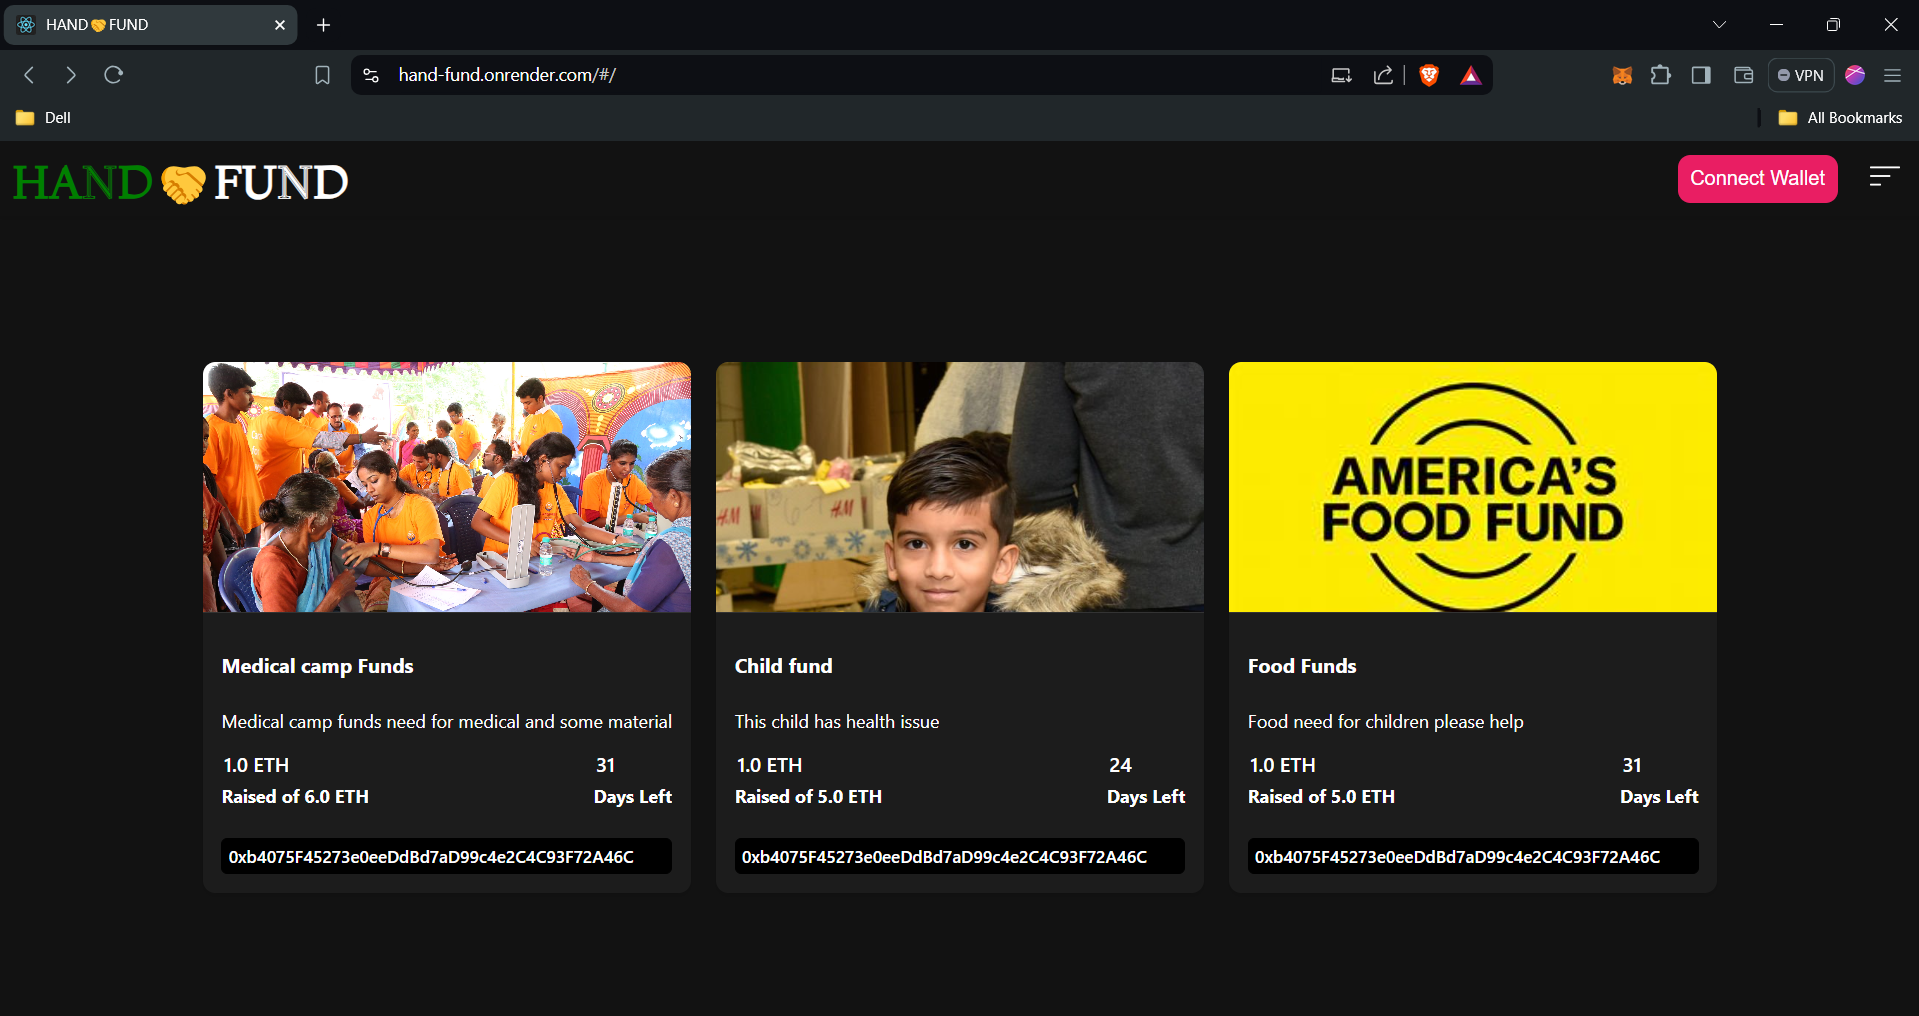 HAND🤝FUND
hand-fund.onrender.com/#/
VPN
Dell
All Bookmarks
HAND🤝FUND
Connect Wallet
H&M
H&M
AMERICA'S
FOOD FUND
Medical camp Funds
Medical camp funds need for medical and some material
1.0 ETH
31
Raised of 6.0 ETH
Days Left
0xb4075F45273e0eeDdBd7aD99c4e2C4C93F72A46C
Child fund
This child has health issue
1.0 ETH
24
Raised of 5.0 ETH
Days Left
0xb4075F45273e0eeDdBd7aD99c4e2C4C93F72A46C
Food Funds
Food need for children please help
1.0 ETH
31
Raised of 5.0 ETH
Days Left
0xb4075F45273e0eeDdBd7aD99c4e2C4C93F72A46C